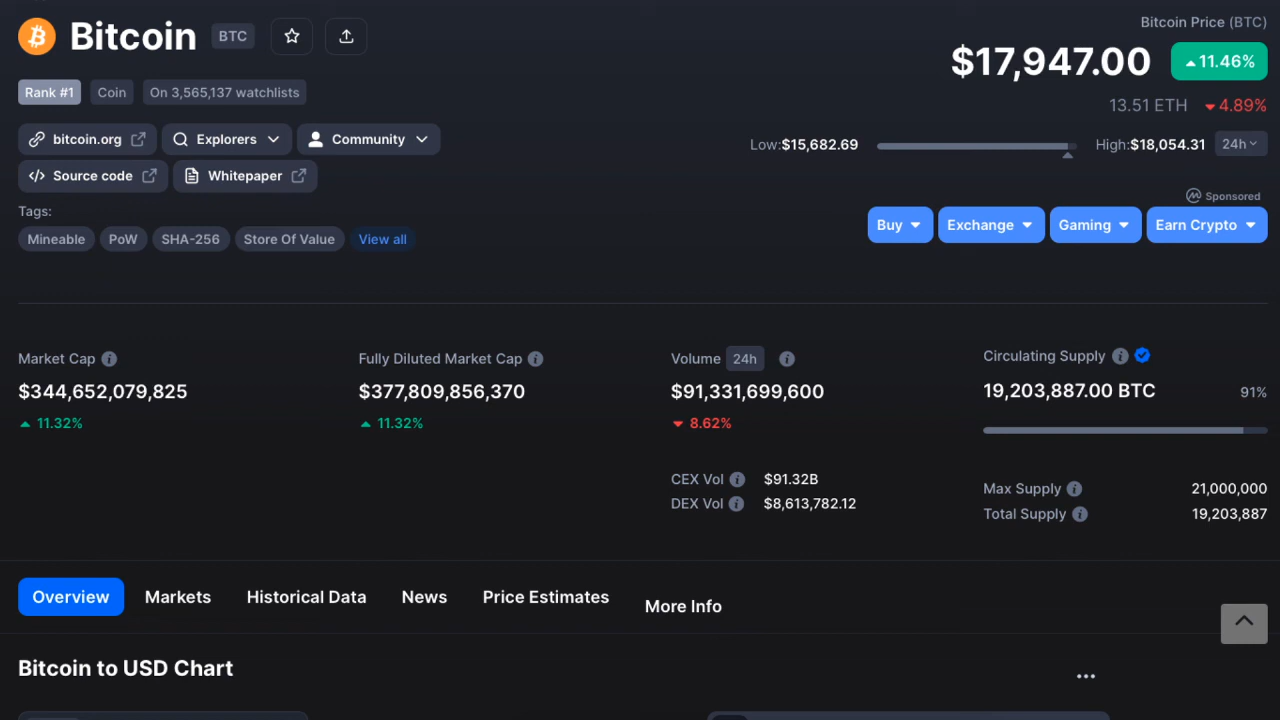 Bitcoin BTC
Bitcoin Price (BTC)
$17,947.00 11.46%
Rank #1 Coin On 3,565,137 watchlists
13.51 ETH 4.89%
bitcoin.org Explorers Community
Low:$15,682.69 High:$18,054.31 24h
Source code Whitepaper
Sponsored
Tags:
Buy Exchange Gaming Earn Crypto
Mineable PoW SHA-256 Store Of Value View all
Market Cap
$344,652,079,825
11.32%
Fully Diluted Market Cap
$377,809,856,370
11.32%
Volume 24h
$91,331,699,600
8.62%
CEX Vol $91.32B
DEX Vol $8,613,782.12
Circulating Supply
19,203,887.00 BTC 91%
Max Supply 21,000,000
Total Supply 19,203,887
Overview Markets Historical Data News Price Estimates More Info
Bitcoin to USD Chart